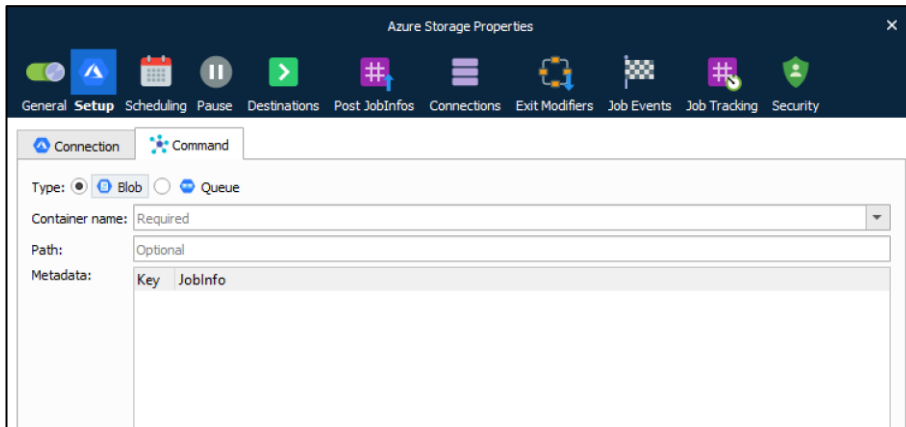 Azure Storage Properties
General Setup Scheduling Pause Destinations Post JobInfos Connections Exit Modifiers Job Events Job Tracking Security
Connection Command
Type: Blob Queue
Container name: Required
Path: Optional
Metadata: Key JobInfo